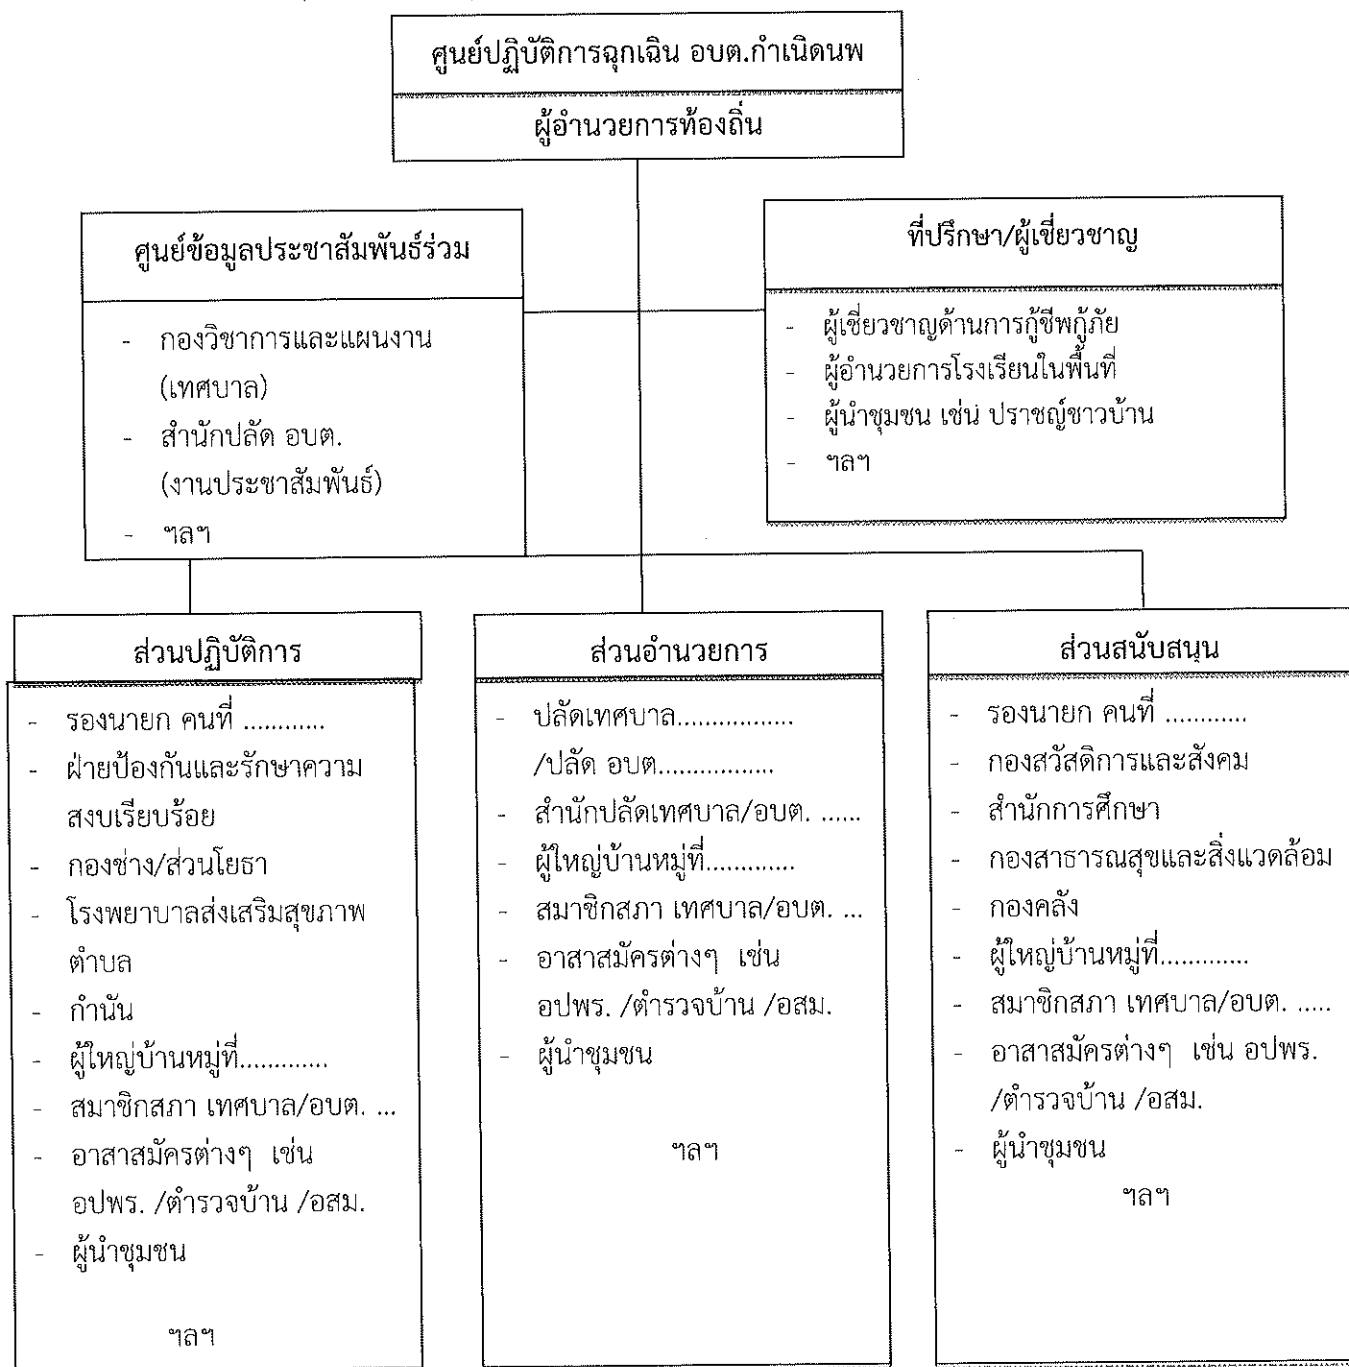 ศูนย์ปฏิบัติการฉุกเฉิน อบต.กำเนิดนพ
ผู้อำนวยการท้องถิ่น
ศูนย์ข้อมูลประชาสัมพันธ์ร่วม
- กองวิชาการและแผนงาน
(เทศบาล)
- สำนักปลัด อบต.
(งานประชาสัมพันธ์)
- ฯลฯ
ที่ปรึกษา/ผู้เชี่ยวชาญ
- ผู้เชี่ยวชาญด้านการกู้ชีพกู้ภัย
- ผู้อำนวยการโรงเรียนในพื้นที่
- ผู้นำชุมชน เช่น ปราชญ์ชาวบ้าน
- ฯลฯ
ส่วนปฏิบัติการ
- รองนายก คนที่ ............
- ฝ่ายป้องกันและรักษาความ
สงบเรียบร้อย
- กองช่าง/ส่วนโยธา
- โรงพยาบาลส่งเสริมสุขภาพ
ตำบล
- กำนัน
- ผู้ใหญ่บ้านหมู่ที่.............
- สมาชิกสภา เทศบาล/อบต. ...
- อาสาสมัครต่างๆ เช่น
อปพร. /ตำรวจบ้าน /อสม.
- ผู้นำชุมชน
ฯลฯ
ส่วนอำนวยการ
- ปลัดเทศบาล.................
/ปลัด อบต.................
- สำนักปลัดเทศบาล/อบต. ......
- ผู้ใหญ่บ้านหมู่ที่.............
- สมาชิกสภา เทศบาล/อบต. ...
- อาสาสมัครต่างๆ เช่น
อปพร. /ตำรวจบ้าน /อสม.
- ผู้นำชุมชน
ฯลฯ
ส่วนสนับสนุน
- รองนายก คนที่ ............
- กองสวัสดิการและสังคม
- สำนักการศึกษา
- กองสาธารณสุขและสิ่งแวดล้อม
- กองคลัง
- ผู้ใหญ่บ้านหมู่ที่.............
- สมาชิกสภา เทศบาล/อบต. .....
- อาสาสมัครต่างๆ เช่น อปพร.
/ตำรวจบ้าน /อสม.
- ผู้นำชุมชน
ฯลฯ